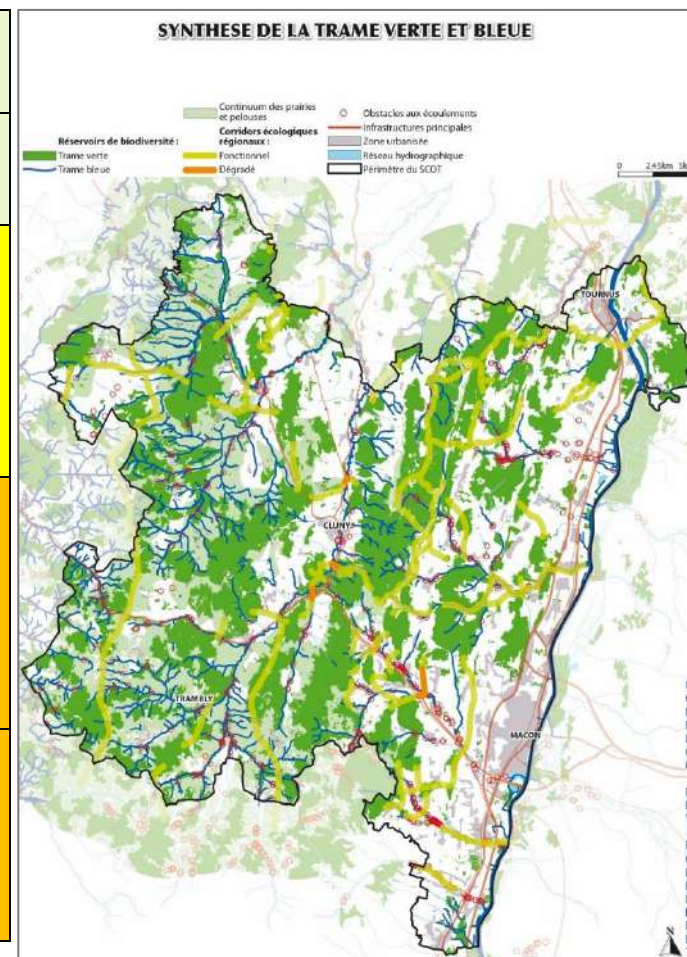 SYNTHESE DE LA TRAME VERTE ET BLEUE
Continuum des prairies
et pelouses
Obstacles aux écoulements
Infrastructures principales
Réservoirs de biodiversité :
Corridors écologiques
régionaux :
Zone urbanisée
Trame verte
Fonctionnel
Réseau hydrographique
Trame bleue
Dégradé
Périmètre du SCOT
0
TOURNUS
CLUNY
TRAMBLY
MACON
N